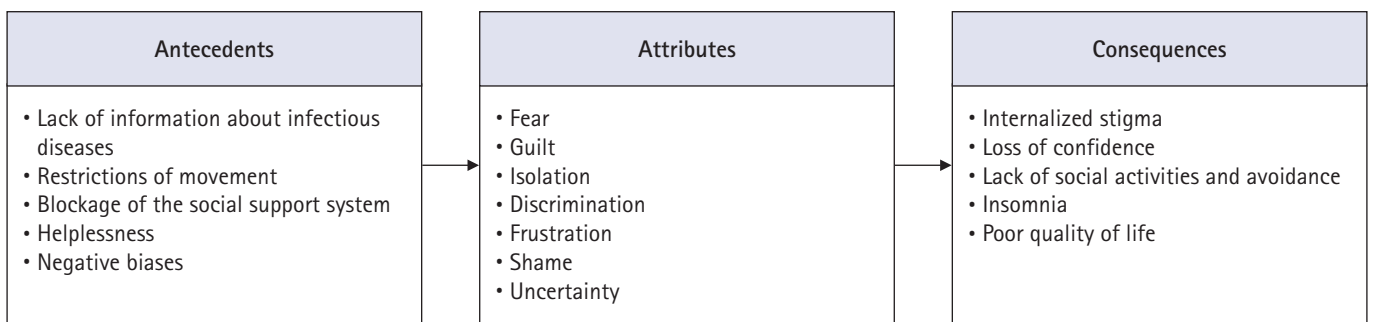 Antecedents
• Lack of information about infectious
diseases
• Restrictions of movement
• Blockage of the social support system
• Helplessness
• Negative biases
Attributes
• Fear
• Guilt
• Isolation
• Discrimination
• Frustration
• Shame
• Uncertainty
Consequences
• Internalized stigma
• Loss of confidence
• Lack of social activities and avoidance
• Insomnia
• Poor quality of life